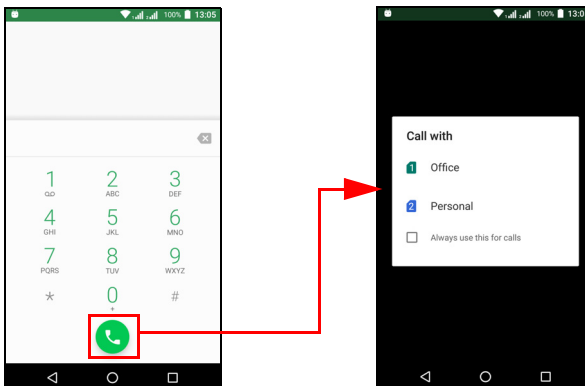 100% 13:05
1 2 3
ABC DEF
4 5 6
GHI JKL MNO
7 8 9
PQRS TUV WXYZ
* 0 #
+
100% 13:0
Call with
1 Office
2 Personal
Always use this for calls